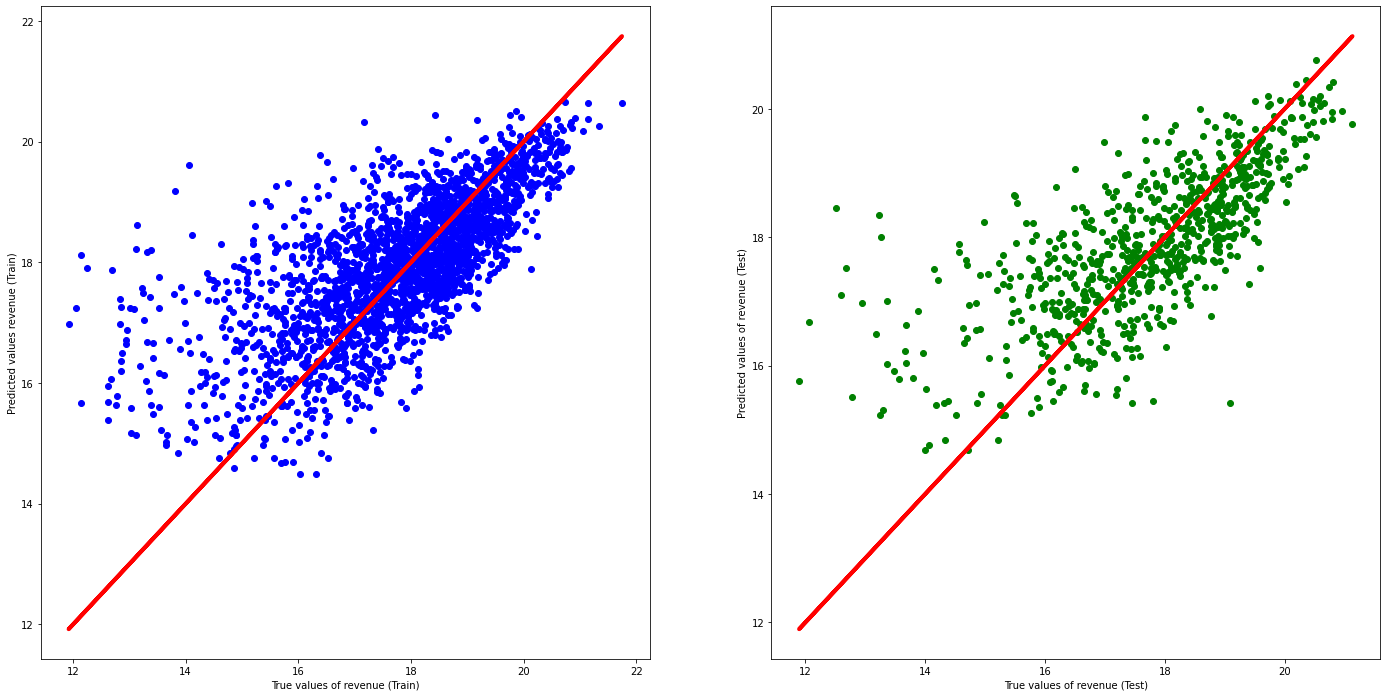 22
20
18
16
14
12
Predicted values revenue (Train)
12 14 16 18 20 22
True values of revenue (Train)
20
18
16
14
12
Predicted values of revenue (Test)
12 14 16 18 20
True values of revenue (Test)